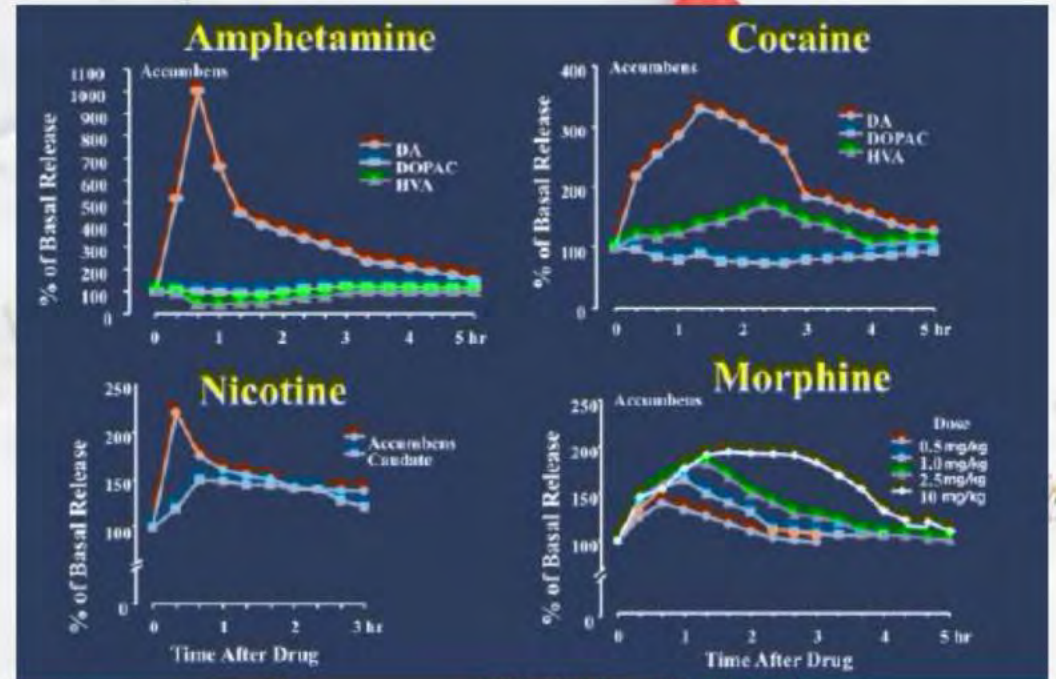 Amphetamine
Accumbens
% of Basal Release
1100
1000
900
800
700
600
500
400
300
200
100
0
DA
DOPAC
HVA
0 1 2 3 4 5 hr
Cocaine
Accumbens
% of Basal Release
400
300
200
100
0
DA
DOPAC
HVA
0 1 2 3 4 5 hr
Nicotine
% of Basal Release
250
200
150
100
0
Accumbens
Caudate
0 1 2 3 hr
Time After Drug
Morphine
Accumbens
% of Basal Release
250
200
150
100
0
Dose
0.5 mg/kg
1.0 mg/kg
2.5 mg/kg
10 mg/kg
0 1 2 3 4 5 hr
Time After Drug